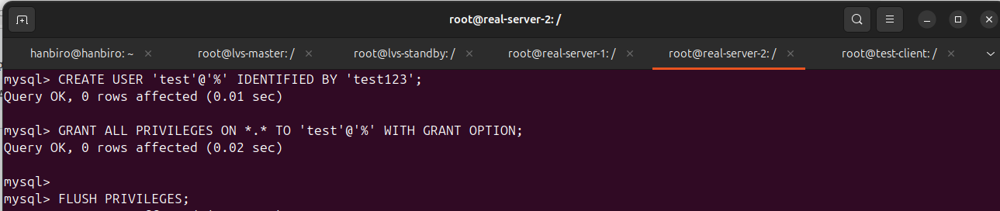 root@real-server-2: /
hanbiro@hanbiro: ~ × root@lvs-master: / × root@lvs-standby: / × root@real-server-1: / × root@real-server-2: / × root@test-client: / ×
mysql> CREATE USER 'test'@'%' IDENTIFIED BY 'test123';
Query OK, 0 rows affected (0.01 sec)
mysql> GRANT ALL PRIVILEGES ON *.* TO 'test'@'%' WITH GRANT OPTION;
Query OK, 0 rows affected (0.02 sec)
mysql>
mysql> FLUSH PRIVILEGES;